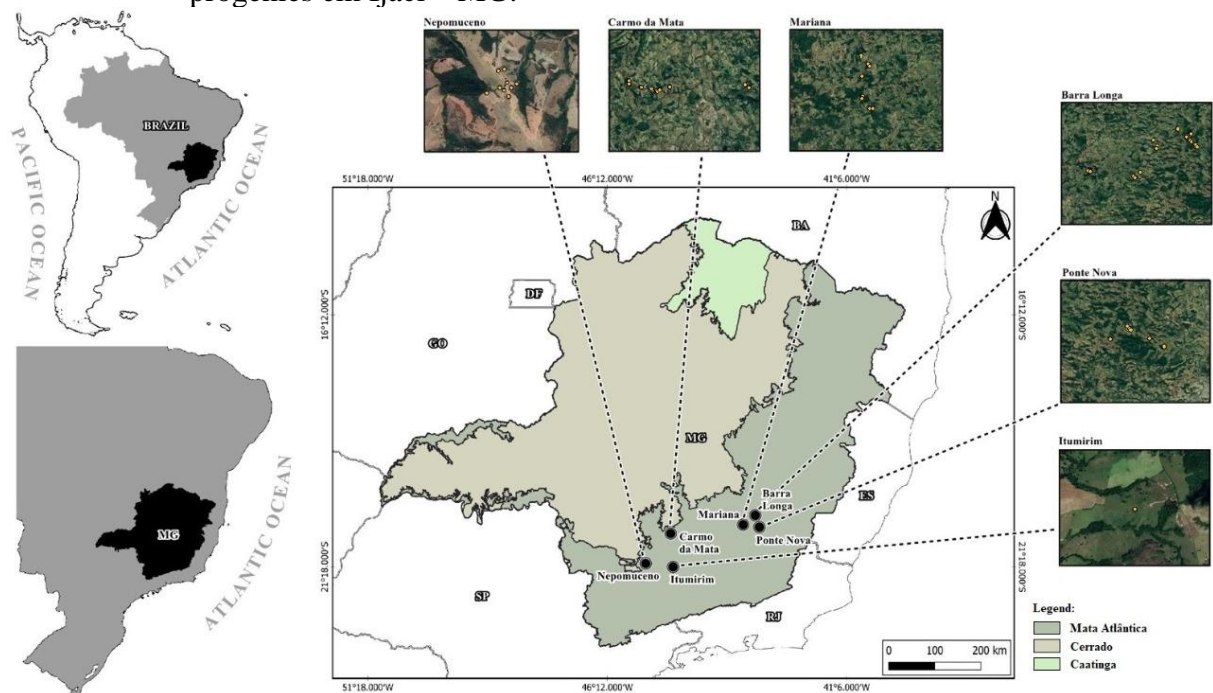 progênies em Ijaci – MG.
Nepomuceno
Carmo da Mata
Mariana
Barra Longa
Ponte Nova
Itumirim
BRAZIL
PACIFIC OCEAN
ATLANTIC OCEAN
MG
ATLANTIC OCEAN
51°18.000'W
46°12.000'W
41°6.000'W
N
BA
DF
16°12.000'S
16°12.000'S
GO
MG
ES
Barra
Longa
Mariana
Ponte Nova
Carmo
da Mata
Nepomuceno
Itumirim
21°18.000'S
21°18.000'S
SP
RJ
Legend:
Mata Atlântica
Cerrado
Caatinga
0 100 200 km
51°18.000'W
46°12.000'W
41°6.000'W